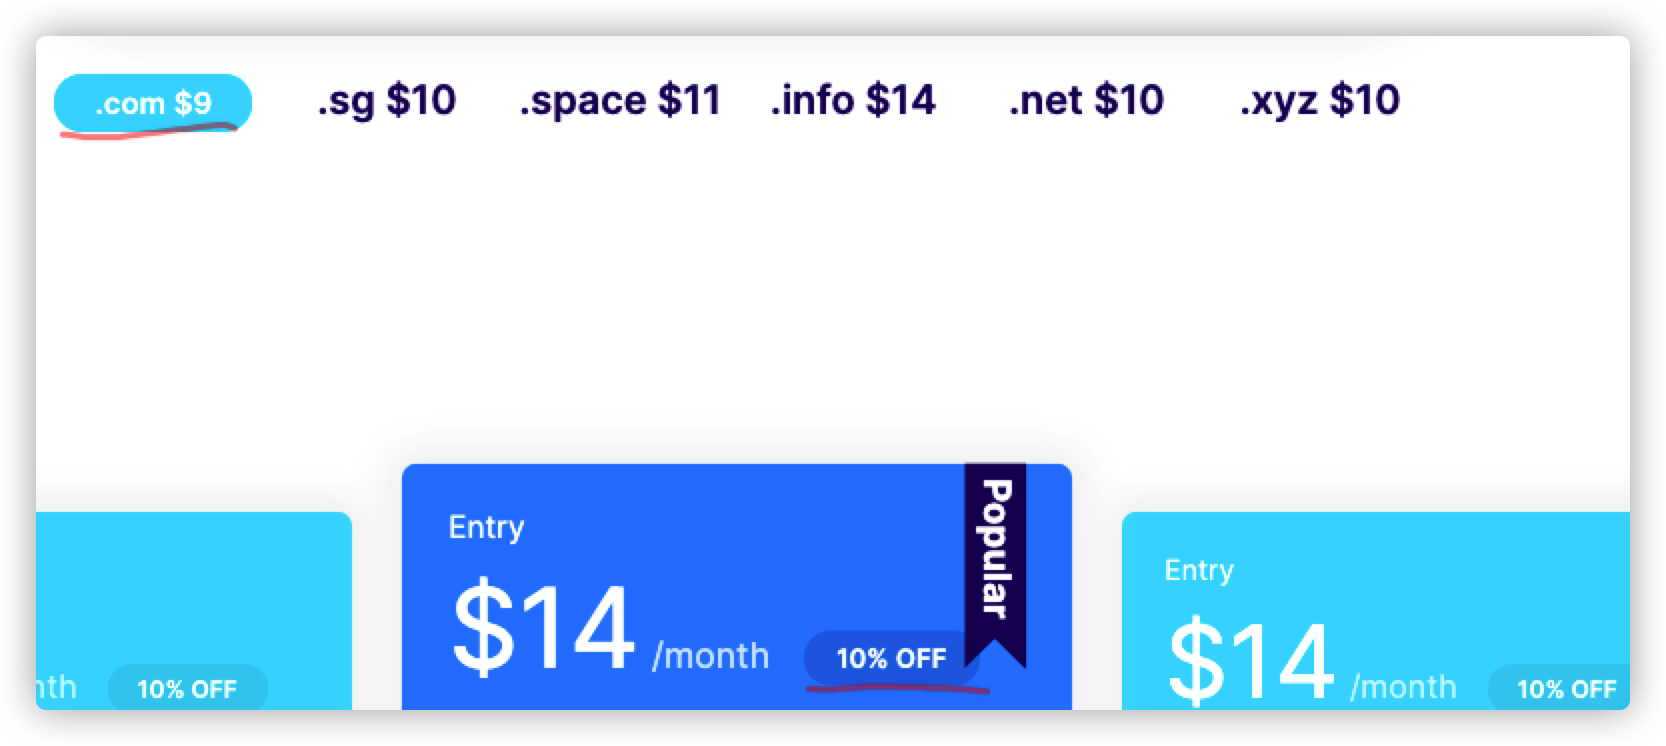 .com $9 .sg $10 .space $11 .info $14 .net $10 .xyz $10
Popular
Entry
$14 /month 10% OFF
Entry
$14 /month 10% OFF
nth 10% OFF